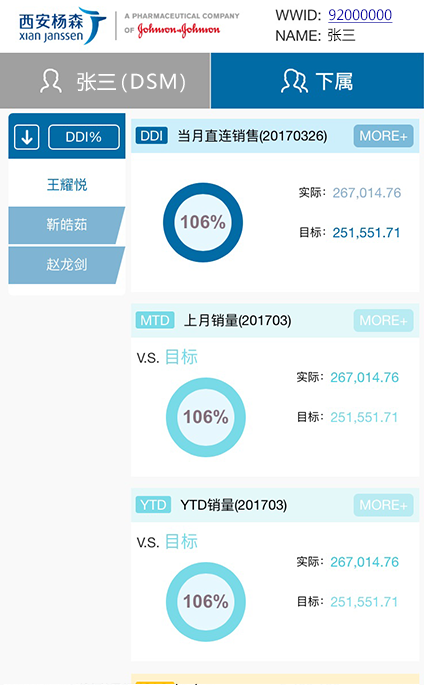 西安杨森
xian janssen
A PHARMACEUTICAL COMPANY
OF Johnson & Johnson
WWID: 92000000
NAME: 张三
张三(DSM)
下属
DDI%
王耀悦
靳皓茹
赵龙剑
DDI 当月直连销售(20170326) MORE+
106%
实际: 267,014.76
目标: 251,551.71
MTD 上月销量(201703) MORE+
V.S. 目标
106%
实际: 267,014.76
目标: 251,551.71
YTD YTD销量(201703) MORE+
V.S. 目标
106%
实际: 267,014.76
目标: 251,551.71